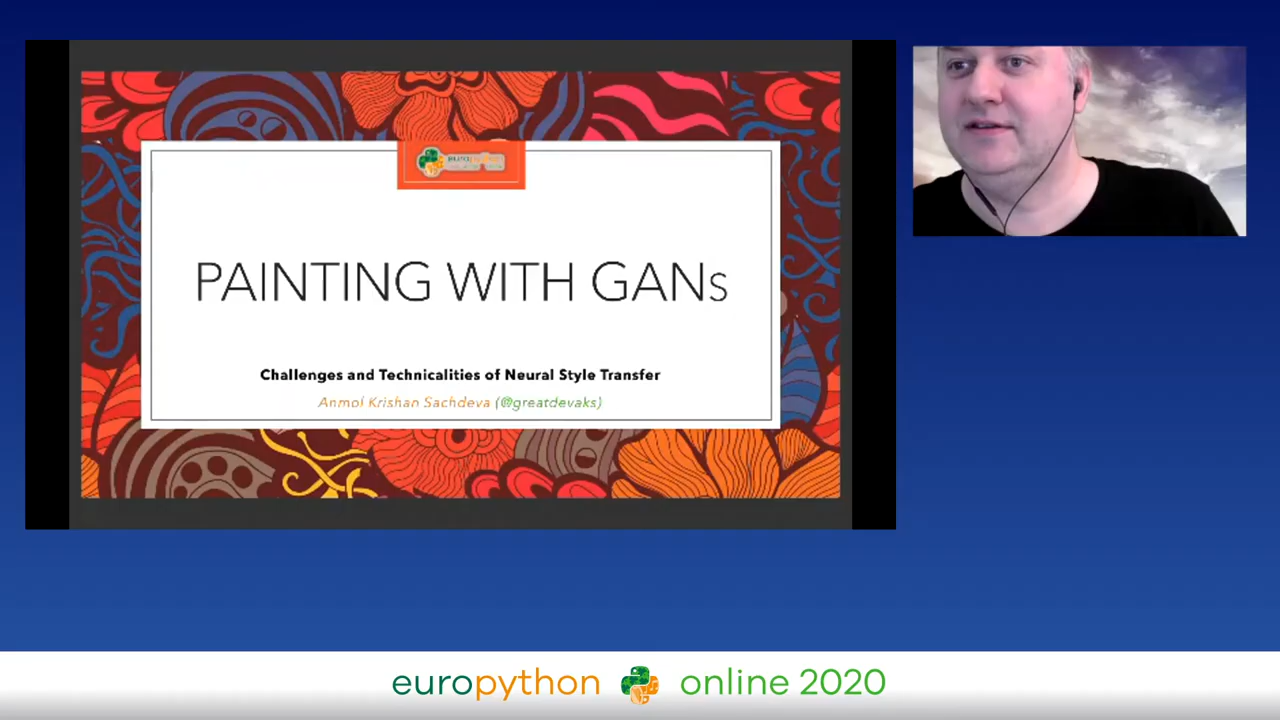 PAINTING WITH GANs
Challenges and Technicalities of Neural Style Transfer
Anmol Krishan Sachdeva (@greatdevaks)
europython online 2020